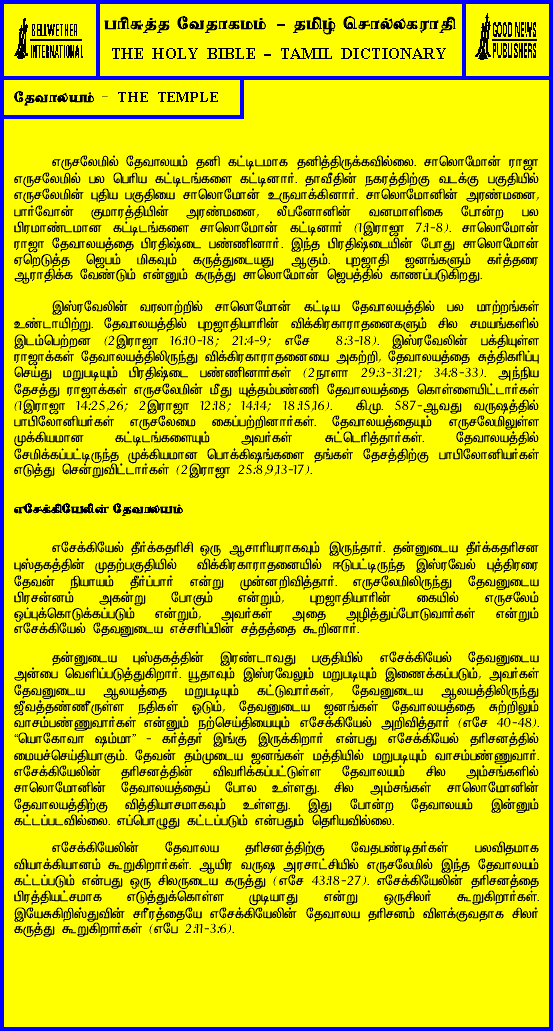 BELLWETHER
INTERNATIONAL
பரிசுத்த வேதாகமம் – தமிழ் சொல்லகராதி
THE HOLY BIBLE – TAMIL DICTIONARY
GOOD NEWS
PUBLISHERS
தேவாலயம் – THE TEMPLE
எருசலேமில் தேவாலயம் தனி கட்டிடமாக தனித்திருக்கவில்லை. சாலொமோன் ராஜா
எருசலேமில் பல பெரிய கட்டிடங்களை கட்டினார். தாவீதின் நகரத்திற்கு வடக்கு பகுதியில்
எருசலேமின் புதிய பகுதியை சாலொமோன் உருவாக்கினார். சாலொமோனின் அரண்மனை,
பார்வோன் குமாரத்தியின் அரண்மனை, லீபனோனின் வனமாளிகை போன்ற பல
பிரமாண்டமான கட்டிடங்களை சாலொமோன் கட்டினார் (1இராஜா 7:1-8). சாலொமோன்
ராஜா தேவாலயத்தை பிரதிஷ்டை பண்ணினார். இந்த பிரதிஷ்டையின் போது சாலொமோன்
ஏறெடுத்த ஜெபம் மிகவும் கருத்துடையது ஆகும். புறஜாதி ஜனங்களும் கர்த்தரை
ஆராதிக்க வேண்டும் என்னும் கருத்து சாலொமோன் ஜெபத்தில் காணப்படுகிறது.
இஸ்ரவேலின் வரலாற்றில் சாலொமோன் கட்டிய தேவாலயத்தில் பல மாற்றங்கள்
உண்டாயிற்று. தேவாலயத்தில் புறஜாதியாரின் விக்கிரகாராதனைகளும் சில சமயங்களில்
இடம்பெற்றன (2இராஜா 16:10-18; 21:4-9; எசே 8:3-18). இஸ்ரவேலின் பக்தியுள்ள
ராஜாக்கள் தேவாலயத்திலிருந்து விக்கிரகாராதனையை அகற்றி, தேவாலயத்தை சுத்திகரிப்பு
செய்து மறுபடியும் பிரதிஷ்டை பண்ணினார்கள் (2நாளா 29:3-31:21; 34:8-33). அந்நிய
தேசத்து ராஜாக்கள் எருசலேமின் மீது யுத்தம்பண்ணி தேவாலயத்தை கொள்ளையிட்டார்கள்
(1இராஜா 14:25,26; 2இராஜா 12:18; 14:14; 18:15,16). கி.மு. 587-ஆவது வருஷத்தில்
பாபிலோனியர்கள் எருசலேமை கைப்பற்றினார்கள். தேவாலயத்தையும் எருசலேமிலுள்ள
முக்கியமான கட்டிடங்களையும் அவர்கள் சுட்டெரித்தார்கள். தேவாலயத்தில்
சேமிக்கப்பட்டிருந்த முக்கியமான பொக்கிஷங்களை தங்கள் தேசத்திற்கு பாபிலோனியர்கள்
எடுத்து சென்றுவிட்டார்கள் (2இராஜா 25:8,9,13-17).
எசேக்கியேலின் தேவாலயம்
எசேக்கியேல் தீர்க்கதரிசி ஒரு ஆசாரியராகவும் இருந்தார். தன்னுடைய தீர்க்கதரிசன
புஸ்தகத்தின் முதற்பகுதியில் விக்கிரகாராதனையில் ஈடுபட்டிருந்த இஸ்ரவேல் புத்திரரை
தேவன் நியாயம் தீர்ப்பார் என்று முன்னறிவித்தார். எருசலேமிலிருந்து தேவனுடைய
பிரசன்னம் அகன்று போகும் என்றும், புறஜாதியாரின் கையில் எருசலேம்
ஒப்புக்கொடுக்கப்படும் என்றும், அவர்கள் அதை அழித்துப்போடுவார்கள் என்றும்
எசேக்கியேல் தேவனுடைய எச்சரிப்பின் சத்தத்தை கூறினார்.
தன்னுடைய புஸ்தகத்தின் இரண்டாவது பகுதியில் எசேக்கியேல் தேவனுடைய
அன்பை வெளிப்படுத்துகிறார். யூதாவும் இஸ்ரவேலும் மறுபடியும் இணைக்கப்படும், அவர்கள்
தேவனுடைய ஆலயத்தை மறுபடியும் கட்டுவார்கள், தேவனுடைய ஆலயத்திலிருந்து
ஜீவத்தண்ணீருள்ள நதிகள் ஓடும், தேவனுடைய ஜனங்கள் தேவாலயத்தை சுற்றிலும்
வாசம்பண்ணுவார்கள் என்னும் நற்செய்தியையும் எசேக்கியேல் அறிவித்தார் (எசே 40-48).
“யெகோவா ஷம்மா” - கர்த்தர் இங்கு இருக்கிறார் என்பது எசேக்கியேல் தரிசனத்தில்
மையச்செய்தியாகும். தேவன் தம்முடைய ஜனங்கள் மத்தியில் மறுபடியும் வாசம்பண்ணுவார்.
எசேக்கியேலின் தரிசனத்தின் விவரிக்கப்பட்டுள்ள தேவாலயம் சில அம்சங்களில்
சாலொமோனின் தேவாலயத்தைப் போல உள்ளது. சில அம்சங்கள் சாலொமோனின்
தேவாலயத்திற்கு வித்தியாசமாகவும் உள்ளது. இது போன்ற தேவாலயம் இன்னும்
கட்டப்படவில்லை. எப்பொழுது கட்டப்படும் என்பதும் தெரியவில்லை.
எசேக்கியேலின் தேவாலய தரிசனத்திற்கு வேதபண்டிதர்கள் பலவிதமாக
வியாக்கியானம் கூறுகிறார்கள். ஆயிர வருஷ அரசாட்சியில் எருசலேமில் இந்த தேவாலயம்
கட்டப்படும் என்பது ஒரு சிலருடைய கருத்து (எசே 43:18-27). எசேக்கியேலின் தரிசனத்தை
பிரத்தியட்சமாக எடுத்துக்கொள்ள முடியாது என்று ஒருசிலர் கூறுகிறார்கள்.
இயேசுகிறிஸ்துவின் சரீரத்தையே எசேக்கியேலின் தேவாலய தரிசனம் விளக்குவதாக சிலர்
கருத்து கூறுகிறார்கள் (எபே 2:11-3:6).